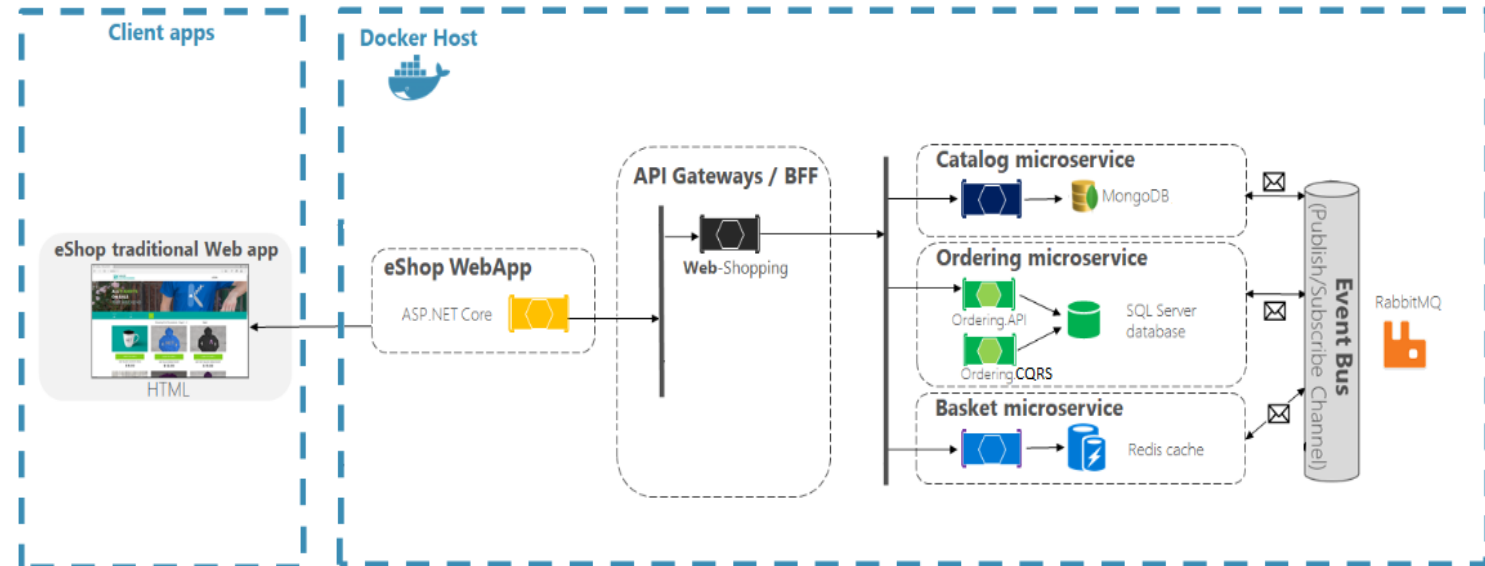 Client apps
Docker Host
eShop traditional Web app
HTML
eShop WebApp
ASP.NET Core
API Gateways / BFF
Web-Shopping
Catalog microservice
MongoDB
Ordering microservice
Ordering.API
Ordering.CQRS
SQL Server
database
Basket microservice
Redis cache
Event Bus
(Publish/Subscribe Channel)
RabbitMQ